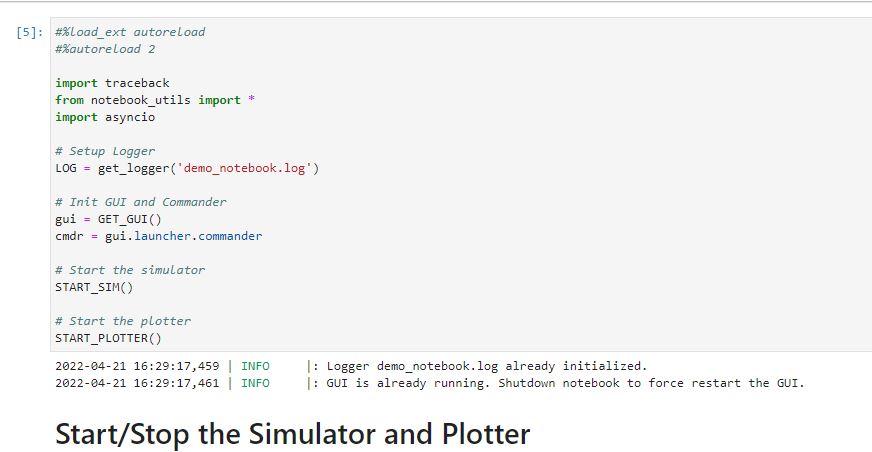 [5]: #%load_ext autoreload
#%autoreload 2
import traceback
from notebook_utils import *
import asyncio
# Setup Logger
LOG = get_logger('demo_notebook.log')
# Init GUI and Commander
gui = GET_GUI()
cmdr = gui.launcher.commander
# Start the simulator
START_SIM()
# Start the plotter
START_PLOTTER()
2022-04-21 16:29:17,459 | INFO |: Logger demo_notebook.log already initialized.
2022-04-21 16:29:17,461 | INFO |: GUI is already running. Shutdown notebook to force restart the GUI.
Start/Stop the Simulator and Plotter